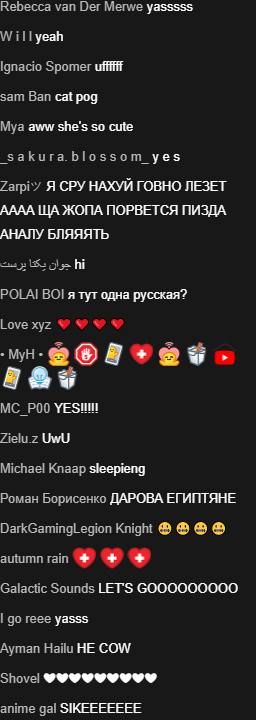 Rebecca van Der Merwe yasssss
W i l l yeah
Ignacio Spomer uffffff
sam Ban cat pog
Mya aww she's so cute
_s a k u r a. b l o s s o m_ y e s
Zarpiツ Я СРУ НАХУЙ ГОВНО ЛЕЗЕТ
АААА ЩА ЖОПА ПОРВЕТСЯ ПИЗДА
АНАЛУ БЛЯЯЯТЬ
جوان یکتا پرست hi
POLAI BOI я тут одна русская?
Love xyz ❤️❤️❤️❤️
• MyH •
MC_P00 YES!!!!!
Zielu.z UwU
Michael Knaap sleepieng
Роман Борисенко ДАРОВА ЕГИПТЯНЕ
DarkGamingLegion Knight 😬😬😬😬
autumn rain
Galactic Sounds LET'S GOOOOOOOOO
I go reee yasss
Ayman Hailu HE COW
Shovel 🤍🤍🤍🤍🤍🤍🤍🤍🤍
anime gal SIKEEEEEEE